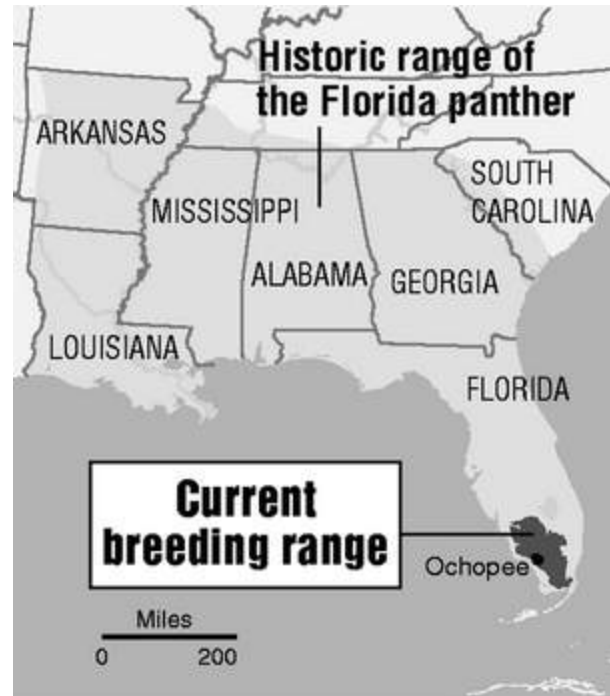 Historic range of
the Florida panther
ARKANSAS
SOUTH
CAROLINA
MISSISSIPPI
ALABAMA
GEORGIA
LOUISIANA
FLORIDA
Current
breeding range
Ochopee
Miles
0 200